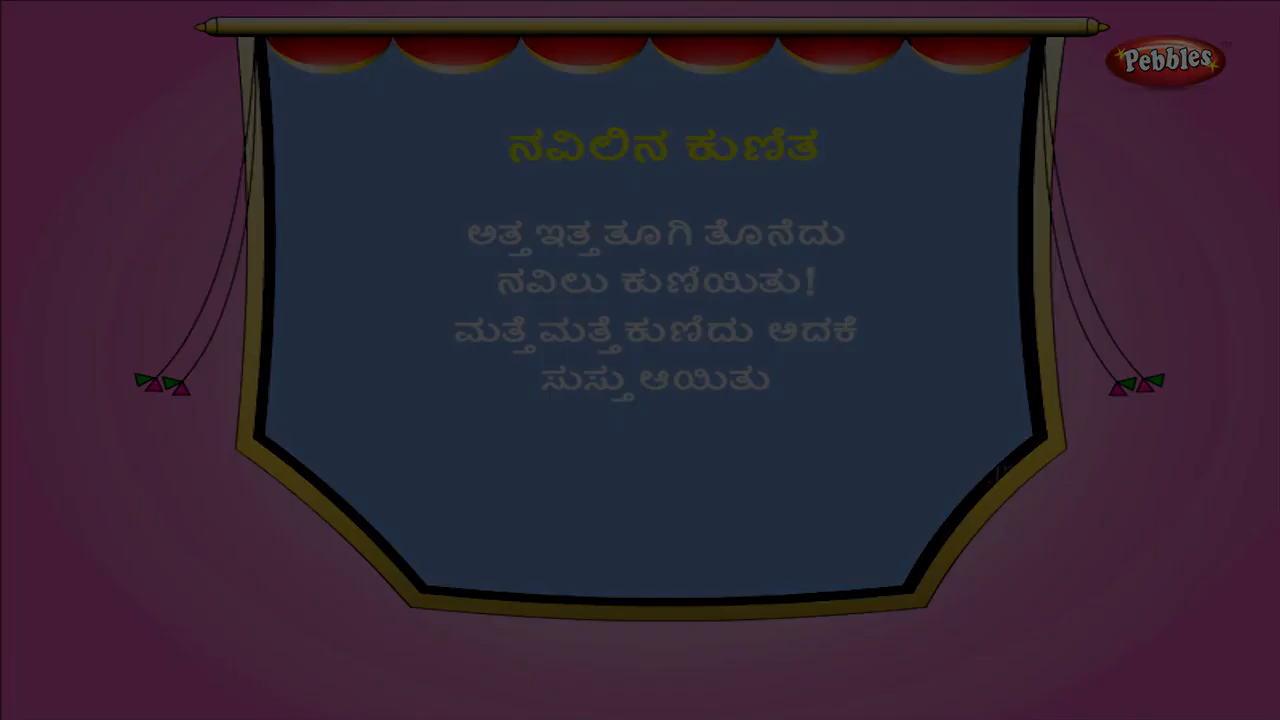 Pebbles
ನವಿಲಿನ ಕುಣಿತ
ಅತ್ತ ಇತ್ತ ತೂಗಿ ತೊನೆದು
ನವಿಲು ಕುಣಿಯಿತು!
ಮತ್ತೆ ಮತ್ತೆ ಕುಣಿದು ಅದಕೆ
ಸುಸ್ತು ಆಯಿತು